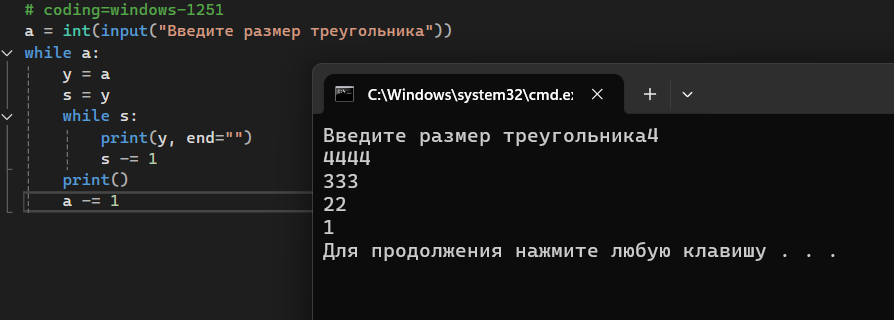 # coding=windows-1251
a = int(input("Введите размер треугольника"))
while a:
y = a
s = y
while s:
print(y, end="")
s -= 1
print()
a -= 1
C:\Windows\system32\cmd.ex
Введите размер треугольника4
4444
333
22
1
Для продолжения нажмите любую клавишу . . .